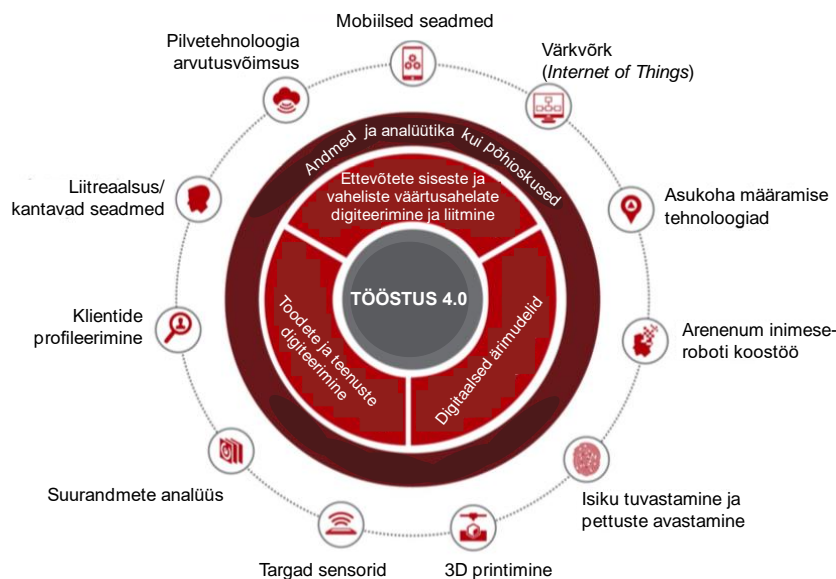 Mobiilsed seadmed
Pilvetehnoloogia
arvutusvõimsus
Värkvõrk
(Internet of Things)
Liitreaalsus/
kantavad seadmed
Asukoha määramise
tehnoloogiad
Klientide
profileerimine
Arenenum inimese-
roboti koostöö
Suurandmete analüüs
Isiku tuvastamine ja
pettuste avastamine
Targad sensorid
3D printimine
Andmed ja analüütika kui põhioskused
Ettevõtete siseste ja
vaheliste väärtusahelate
digiteerimine ja liitmine
TÖÖSTUS 4.0
Toodete ja teenuste
digiteerimine
Digitaalsed ärimudelid